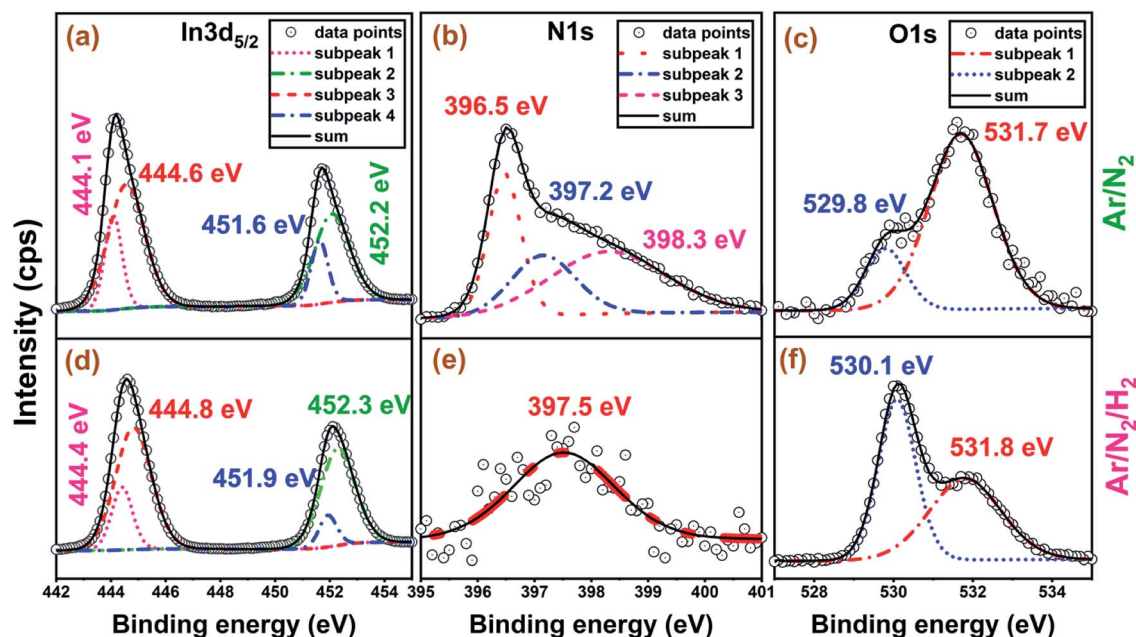 (a)
In3d5/2
data points
subpeak 1
subpeak 2
subpeak 3
subpeak 4
sum
444.1 eV
444.6 eV
451.6 eV
452.2 eV
(b)
N1s
data points
subpeak 1
subpeak 2
subpeak 3
sum
396.5 eV
397.2 eV
398.3 eV
(c)
O1s
data points
subpeak 1
subpeak 2
sum
529.8 eV
531.7 eV
Ar/N2
Intensity (cps)
(d)
444.4 eV
444.8 eV
451.9 eV
452.3 eV
(e)
397.5 eV
(f)
530.1 eV
531.8 eV
Ar/N2/H2
442 444 446 448 450 452 454
395 396 397 398 399 400 401
528 530 532 534
Binding energy (eV)
Binding energy (eV)
Binding energy (eV)